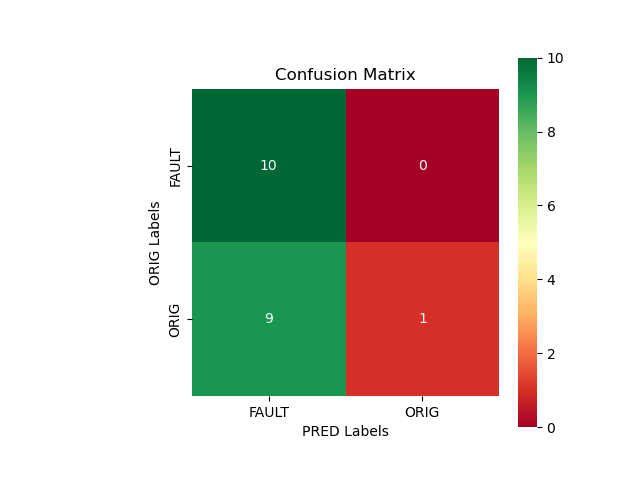 Confusion Matrix
ORIG Labels
FAULT
ORIG
10
0
9
1
FAULT
ORIG
PRED Labels
10
8
6
4
2
0